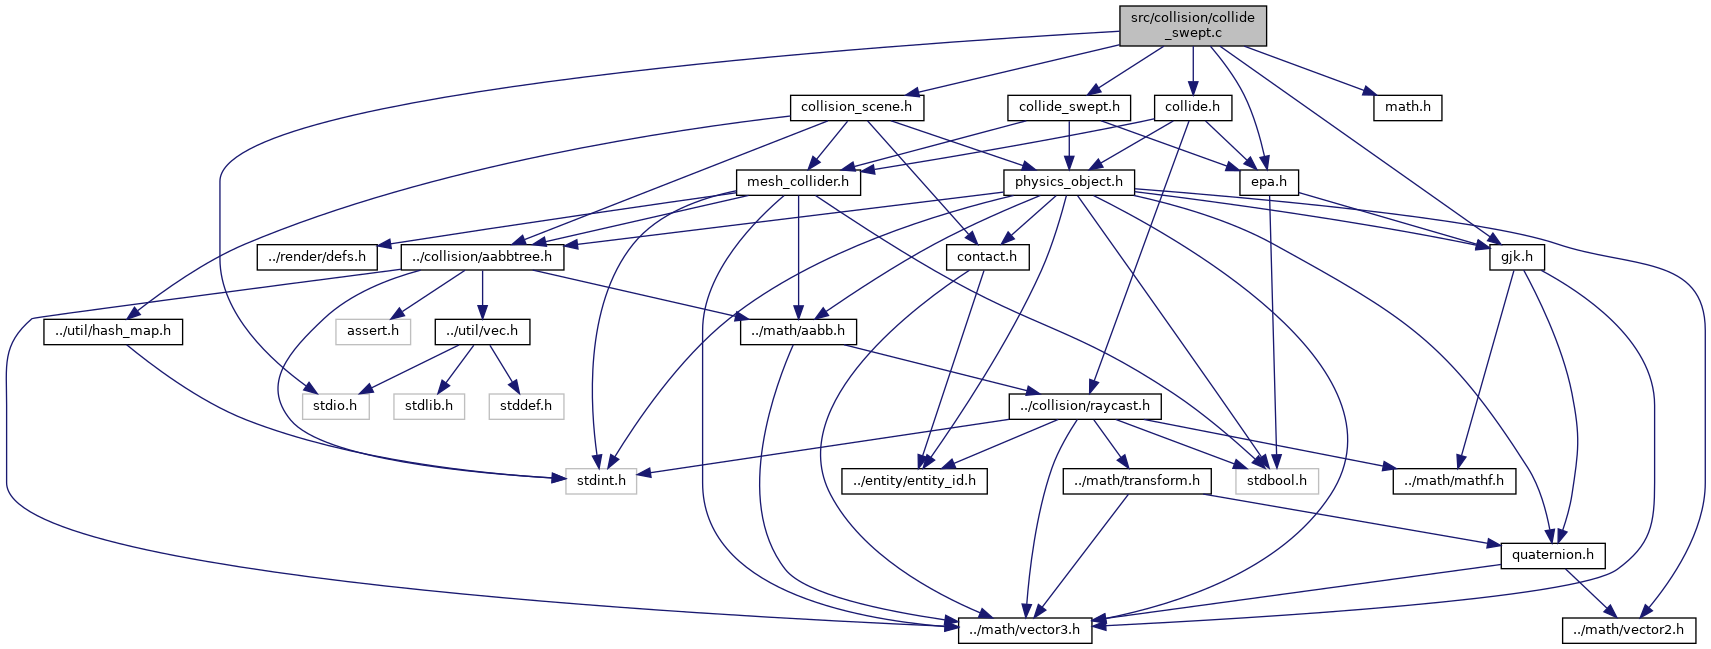 src/collision/collide
_swept.c
collision_scene.h
collide_swept.h
collide.h
math.h
mesh_collider.h
physics_object.h
epa.h
../render/defs.h
../collision/aabbtree.h
contact.h
gjk.h
../util/hash_map.h
assert.h
../util/vec.h
../math/aabb.h
stdio.h
stdlib.h
stddef.h
../collision/raycast.h
stdint.h
../entity/entity_id.h
../math/transform.h
stdbool.h
../math/mathf.h
quaternion.h
../math/vector3.h
../math/vector2.h